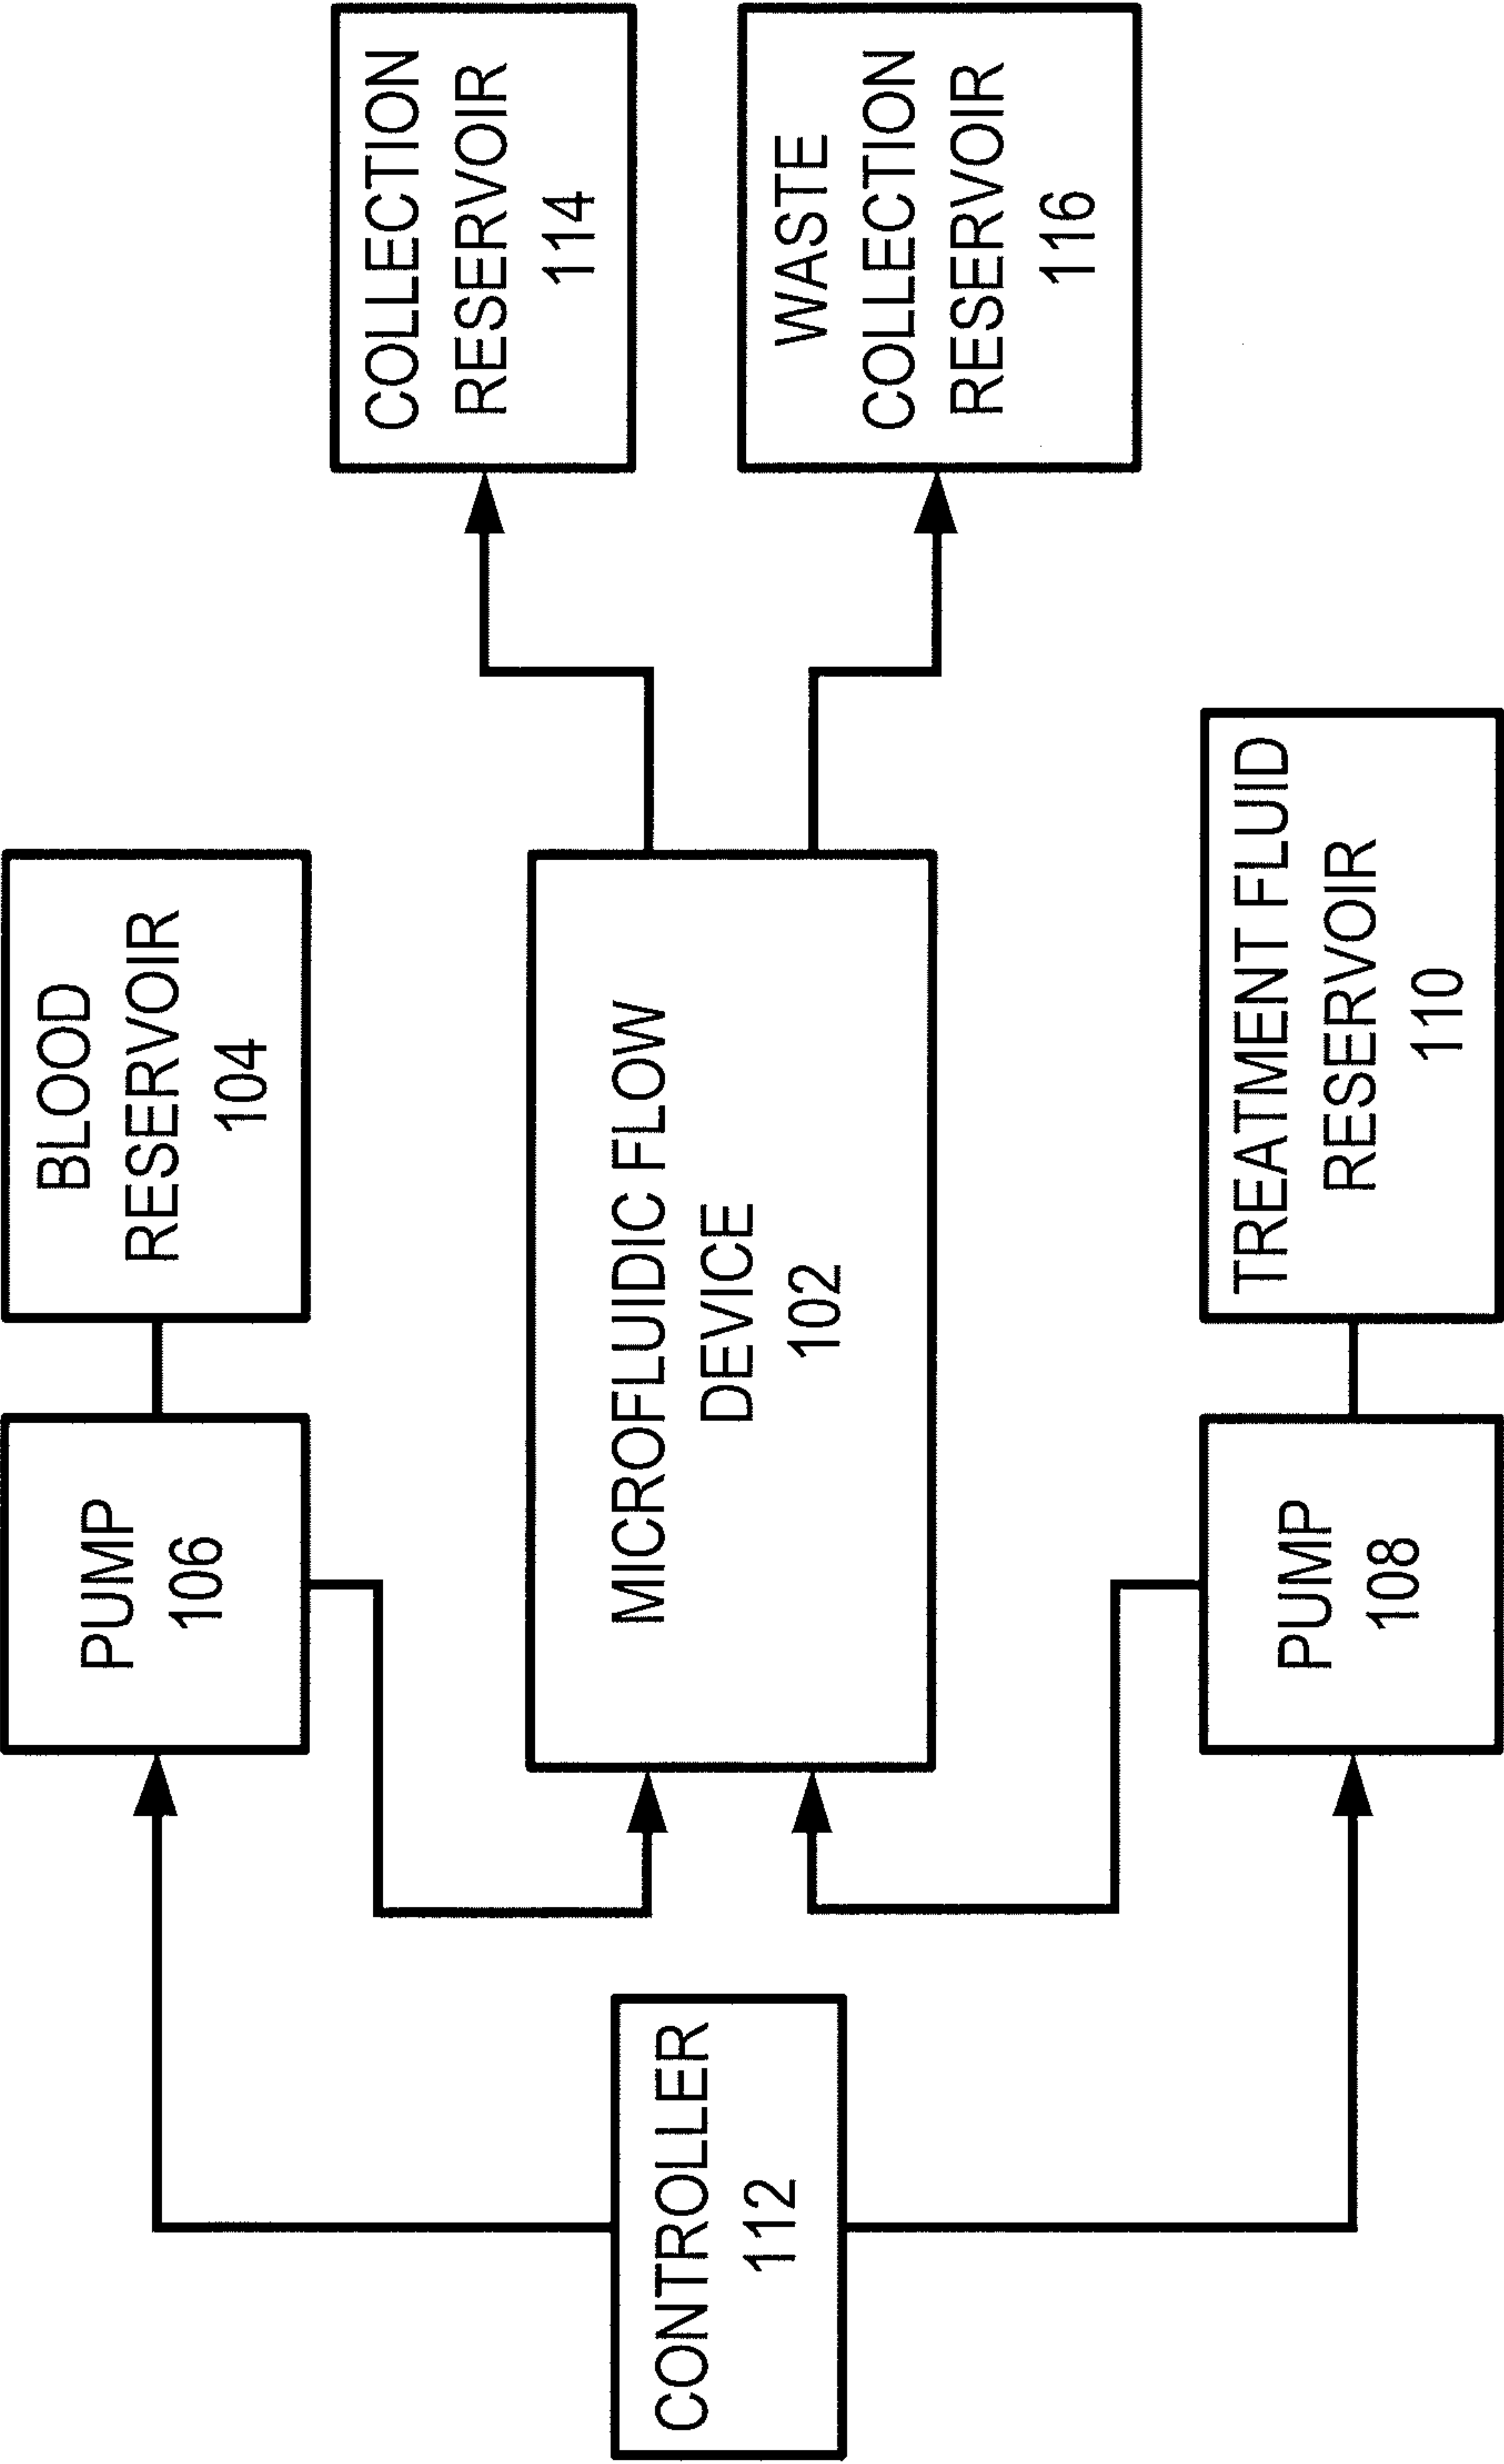 CONTROLLER
112
PUMP
106
BLOOD
RESERVOIR
104
MICROFLUIDIC FLOW
DEVICE
102
PUMP
108
TREATMENT FLUID
RESERVOIR
110
COLLECTION
RESERVOIR
114
WASTE
COLLECTION
RESERVOIR
116